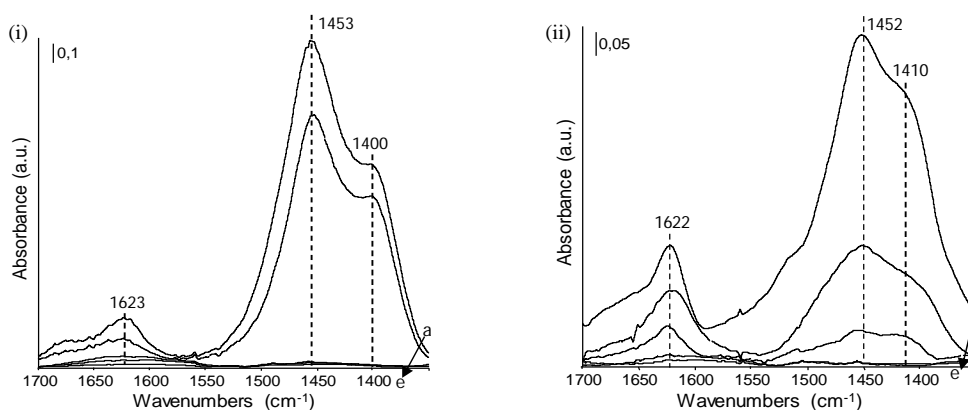 (i)
0,1
1453
1400
1623
a
e
Absorbance (a.u.)
1700 1650 1600 1550 1500 1450 1400
Wavenumbers (cm-1)
(ii)
0,05
1452
1410
1622
e
Absorbance (a.u.)
1700 1650 1600 1550 1500 1450 1400
Wavenumbers (cm-1)